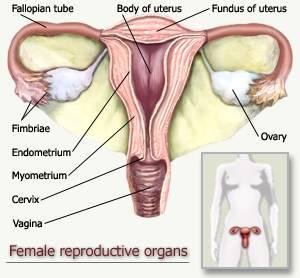 Fallopian tube
Body of uterus
Fundus of uterus
Fimbriae
Ovary
Endometrium
Myometrium
Cervix
Vagina
Female reproductive organs